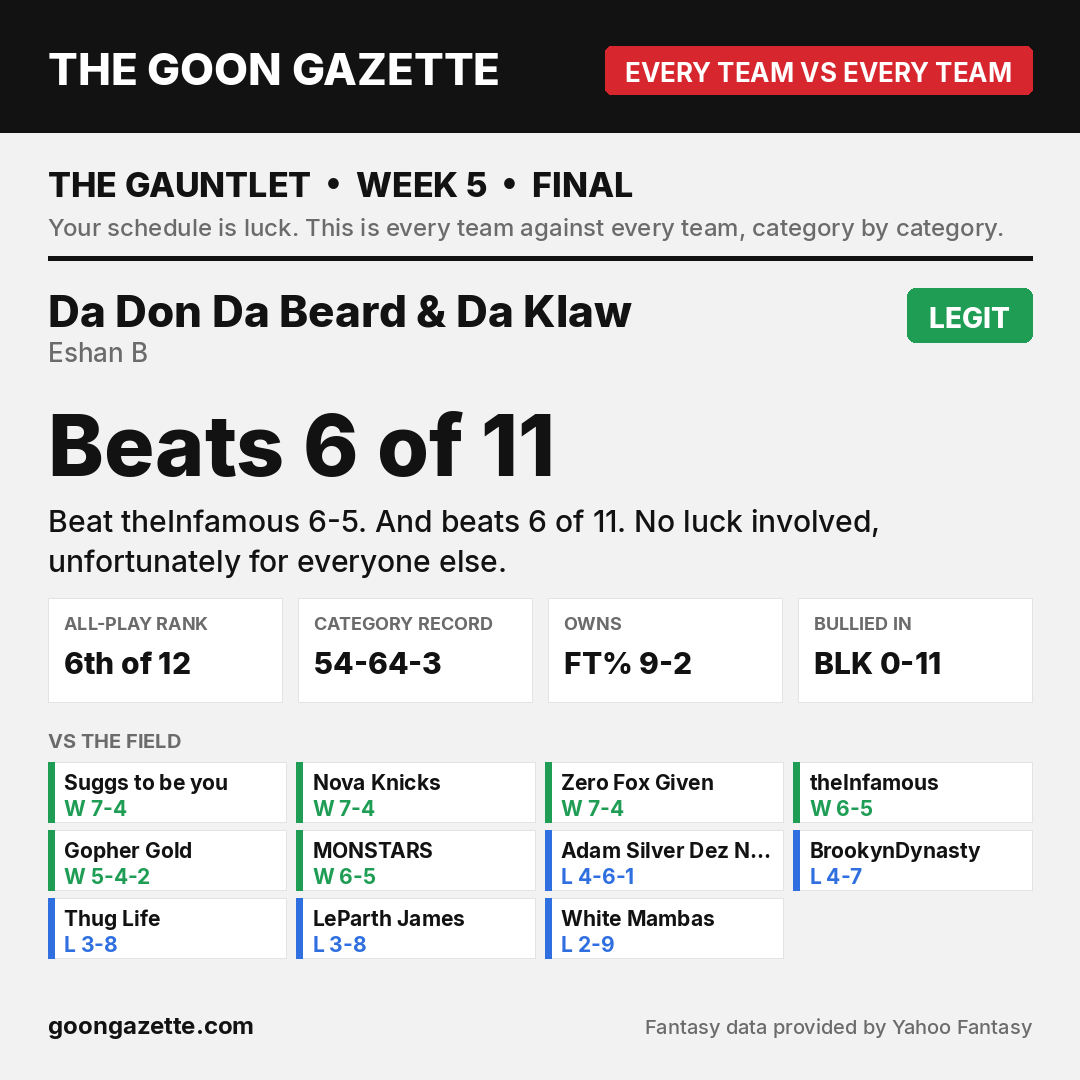 THE GOON GAZETTE
EVERY TEAM VS EVERY TEAM
THE GAUNTLET • WEEK 5 • FINAL
Your schedule is luck. This is every team against every team, category by category.
Da Don Da Beard & Da Klaw
LEGIT
Eshan B
Beats 6 of 11
Beat theInfamous 6-5. And beats 6 of 11. No luck involved,
unfortunately for everyone else.
ALL-PLAY RANK
6th of 12
CATEGORY RECORD
54-64-3
OWNS
FT% 9-2
BULLIED IN
BLK 0-11
VS THE FIELD
Suggs to be you
W 7-4
Nova Knicks
W 7-4
Zero Fox Given
W 7-4
theInfamous
W 6-5
Gopher Gold
W 5-4-2
MONSTARS
W 6-5
Adam Silver Dez N...
L 4-6-1
BrookynDynasty
L 4-7
Thug Life
L 3-8
LeParth James
L 3-8
White Mambas
L 2-9
goongazette.com
Fantasy data provided by Yahoo Fantasy